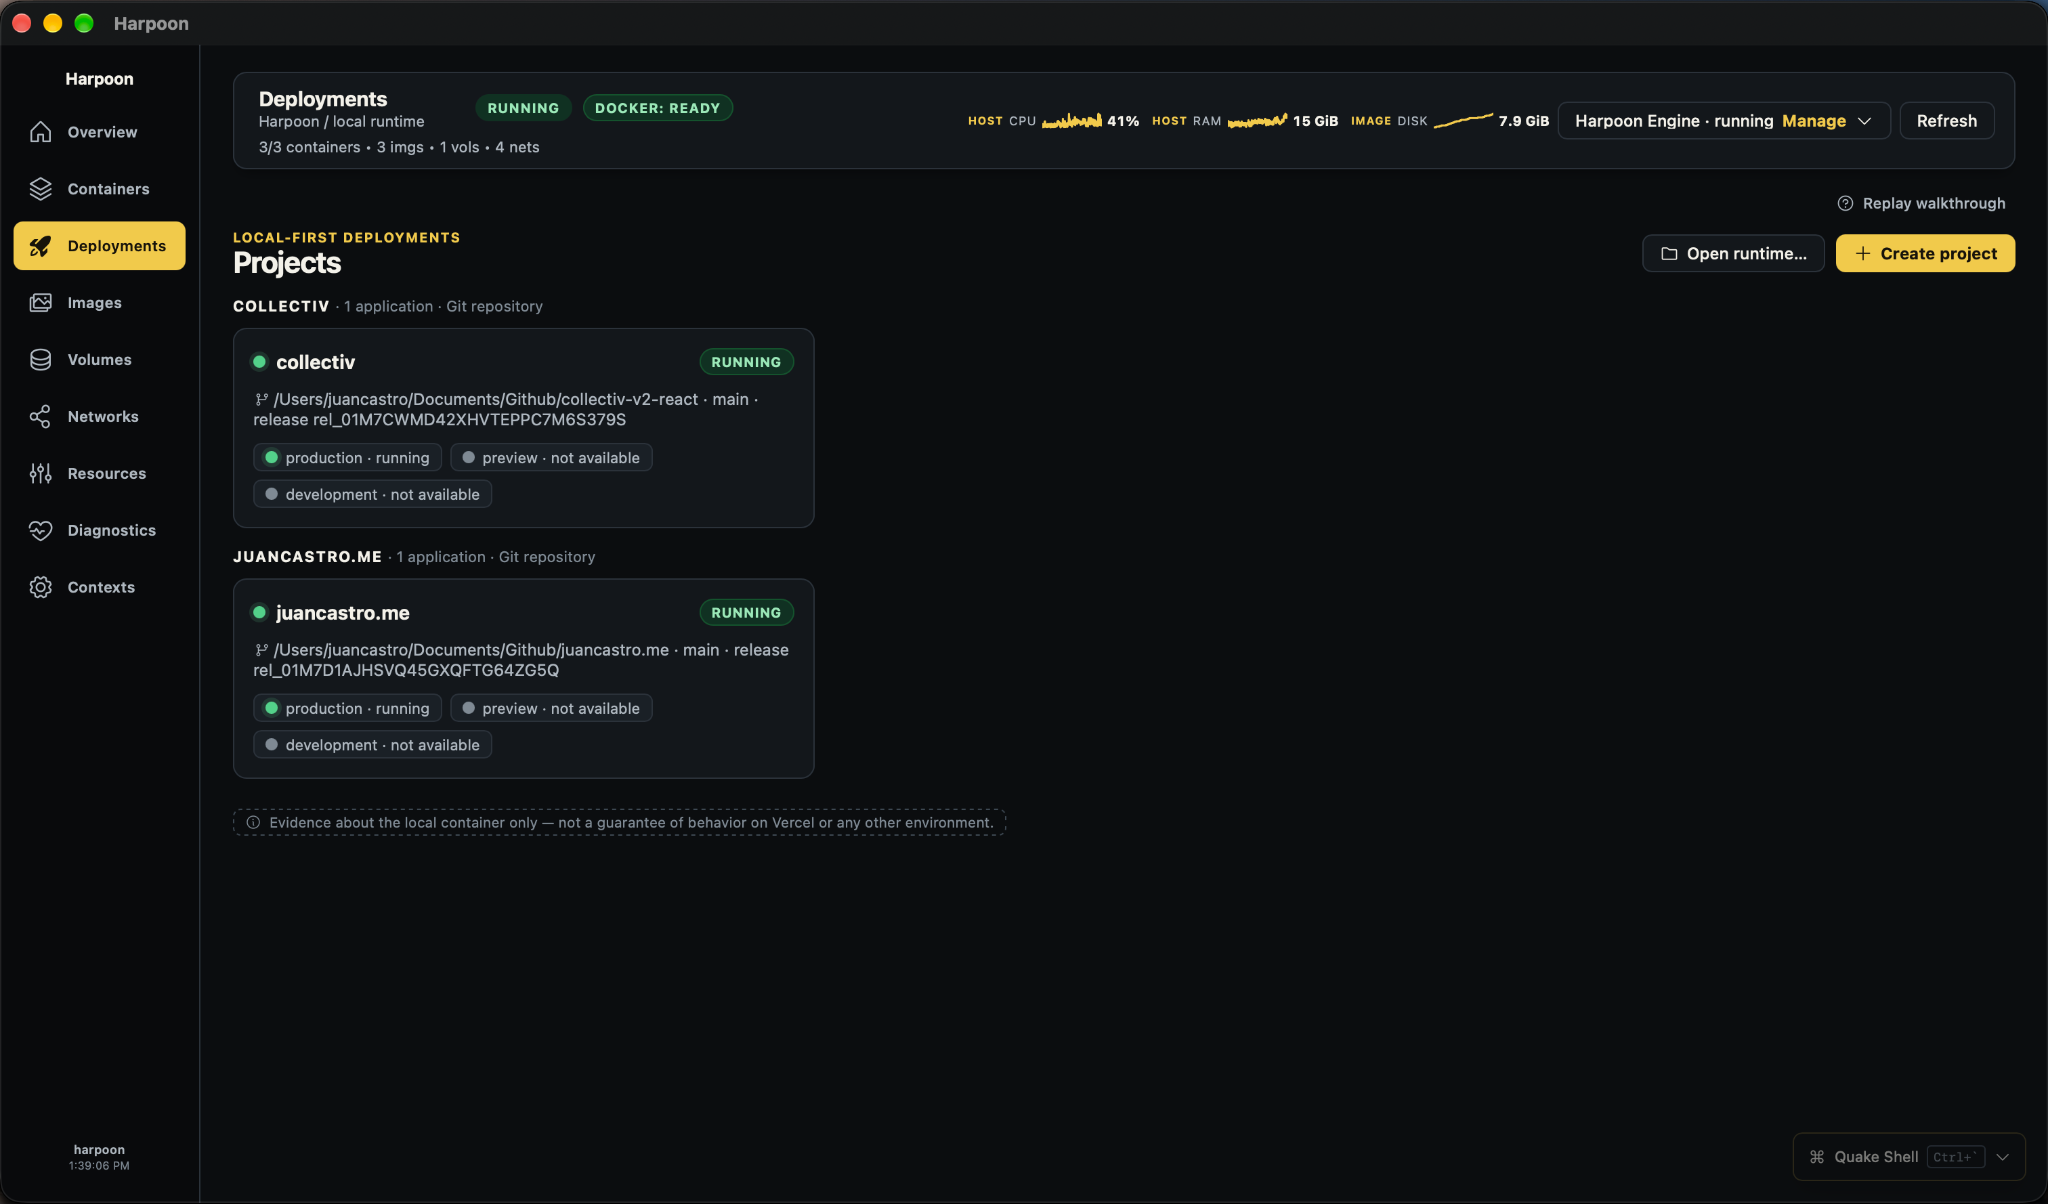 Harpoon
Harpoon
Overview
Containers
Deployments
Images
Volumes
Networks
Resources
Diagnostics
Contexts
harpoon
1:39:06 PM
Deployments
Harpoon / local runtime
3/3 containers • 3 imgs • 1 vols • 4 nets
RUNNING
DOCKER: READY
HOST CPU 41% HOST RAM 15 GiB IMAGE DISK 7.9 GiB
Harpoon Engine · running Manage
Refresh
Replay walkthrough
LOCAL-FIRST DEPLOYMENTS
Projects
Open runtime...
Create project
COLLECTIV · 1 application · Git repository
collectiv
RUNNING
/Users/juancastro/Documents/Github/collectiv-v2-react · main ·
release rel_01M7CWMD42XHVTEPPC7M6S379S
production · running
preview · not available
development · not available
JUANCASTRO.ME · 1 application · Git repository
juancastro.me
RUNNING
/Users/juancastro/Documents/Github/juancastro.me · main · release
rel_01M7D1AJHSVQ45GXQFTG64ZG5Q
production · running
preview · not available
development · not available
Evidence about the local container only — not a guarantee of behavior on Vercel or any other environment.
⌘ Quake Shell Ctrl+`